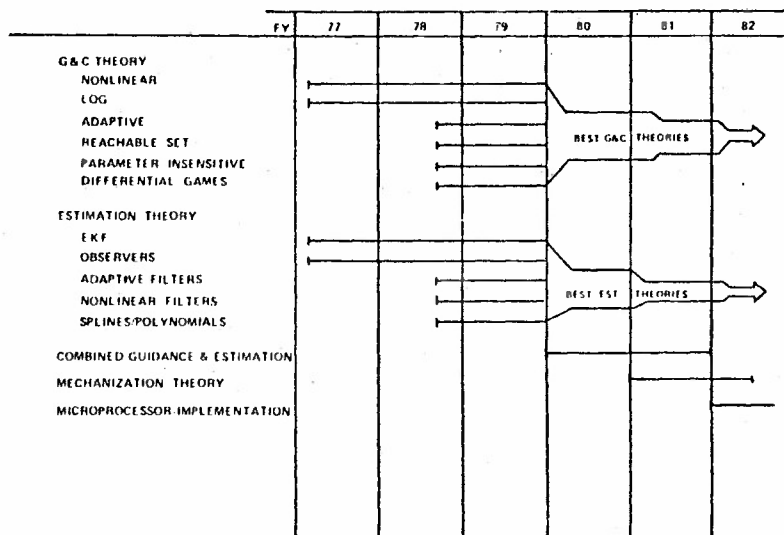 FY 77 78 79 80 81 82
G&C THEORY
NONLINEAR
LOG
ADAPTIVE
REACHABLE SET
PARAMETER INSENSITIVE
DIFFERENTIAL GAMES
BEST G&C THEORIES
ESTIMATION THEORY
EKF
OBSERVERS
ADAPTIVE FILTERS
NONLINEAR FILTERS
SPLINES/POLYNOMIALS
BEST EST THEORIES
COMBINED GUIDANCE & ESTIMATION
MECHANIZATION THEORY
MICROPROCESSOR-IMPLEMENTATION